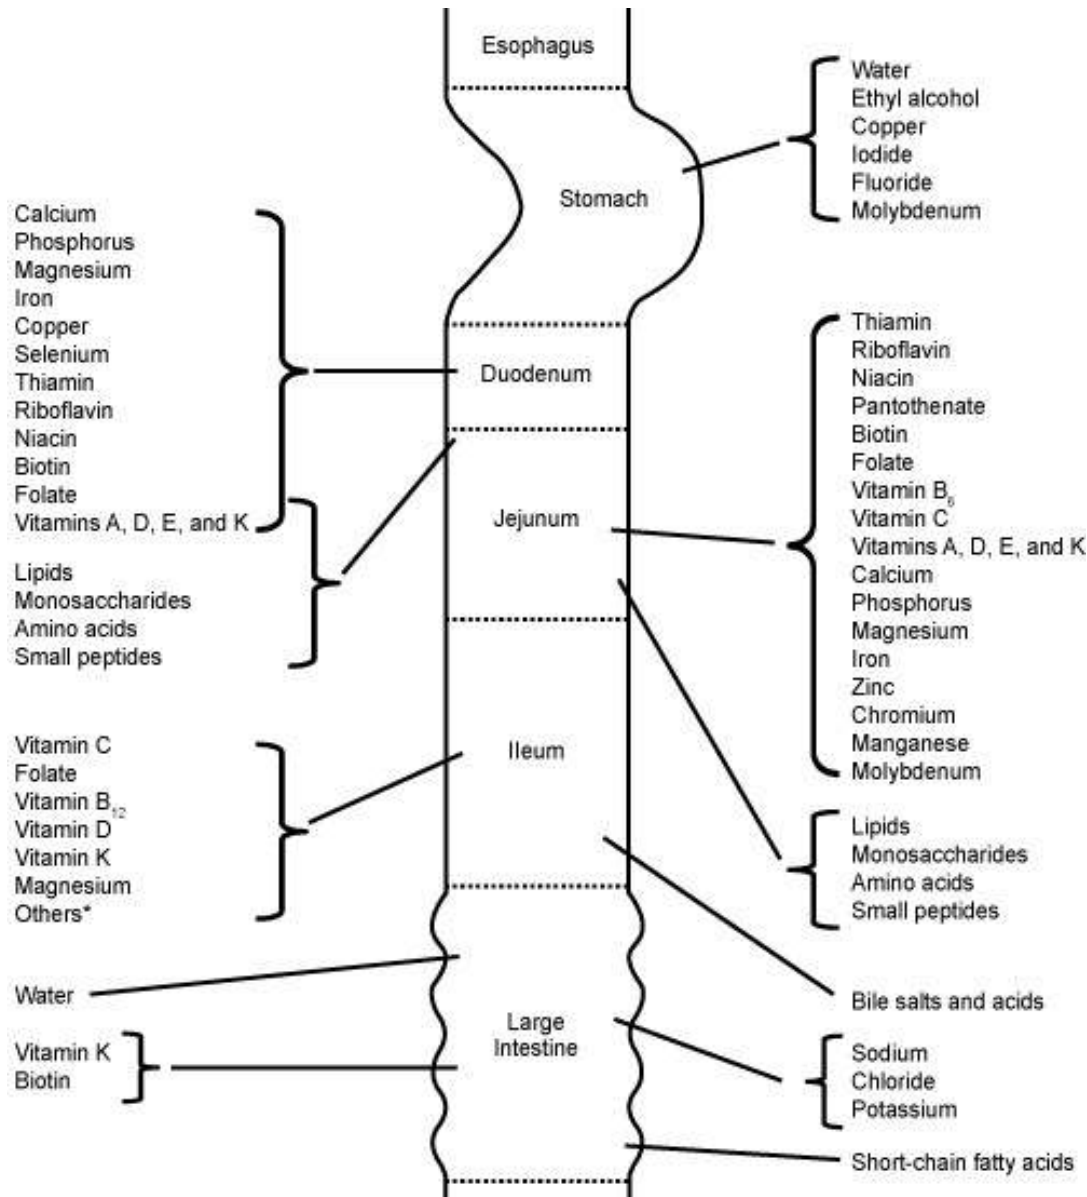 Esophagus
Water
Ethyl alcohol
Copper
Iodide
Fluoride
Molybdenum
Stomach
Calcium
Phosphorus
Magnesium
Iron
Copper
Selenium
Thiamin
Riboflavin
Niacin
Biotin
Folate
Vitamins A, D, E, and K
Duodenum
Lipids
Monosaccharides
Amino acids
Small peptides
Jejunum
Thiamin
Riboflavin
Niacin
Pantothenate
Biotin
Folate
Vitamin B6
Vitamin C
Vitamins A, D, E, and K
Calcium
Phosphorus
Magnesium
Iron
Zinc
Chromium
Manganese
Molybdenum
Lipids
Monosaccharides
Amino acids
Small peptides
Vitamin C
Folate
Vitamin B12
Vitamin D
Vitamin K
Magnesium
Others*
Ileum
Bile salts and acids
Water
Vitamin K
Biotin
Large
Intestine
Sodium
Chloride
Potassium
Short-chain fatty acids